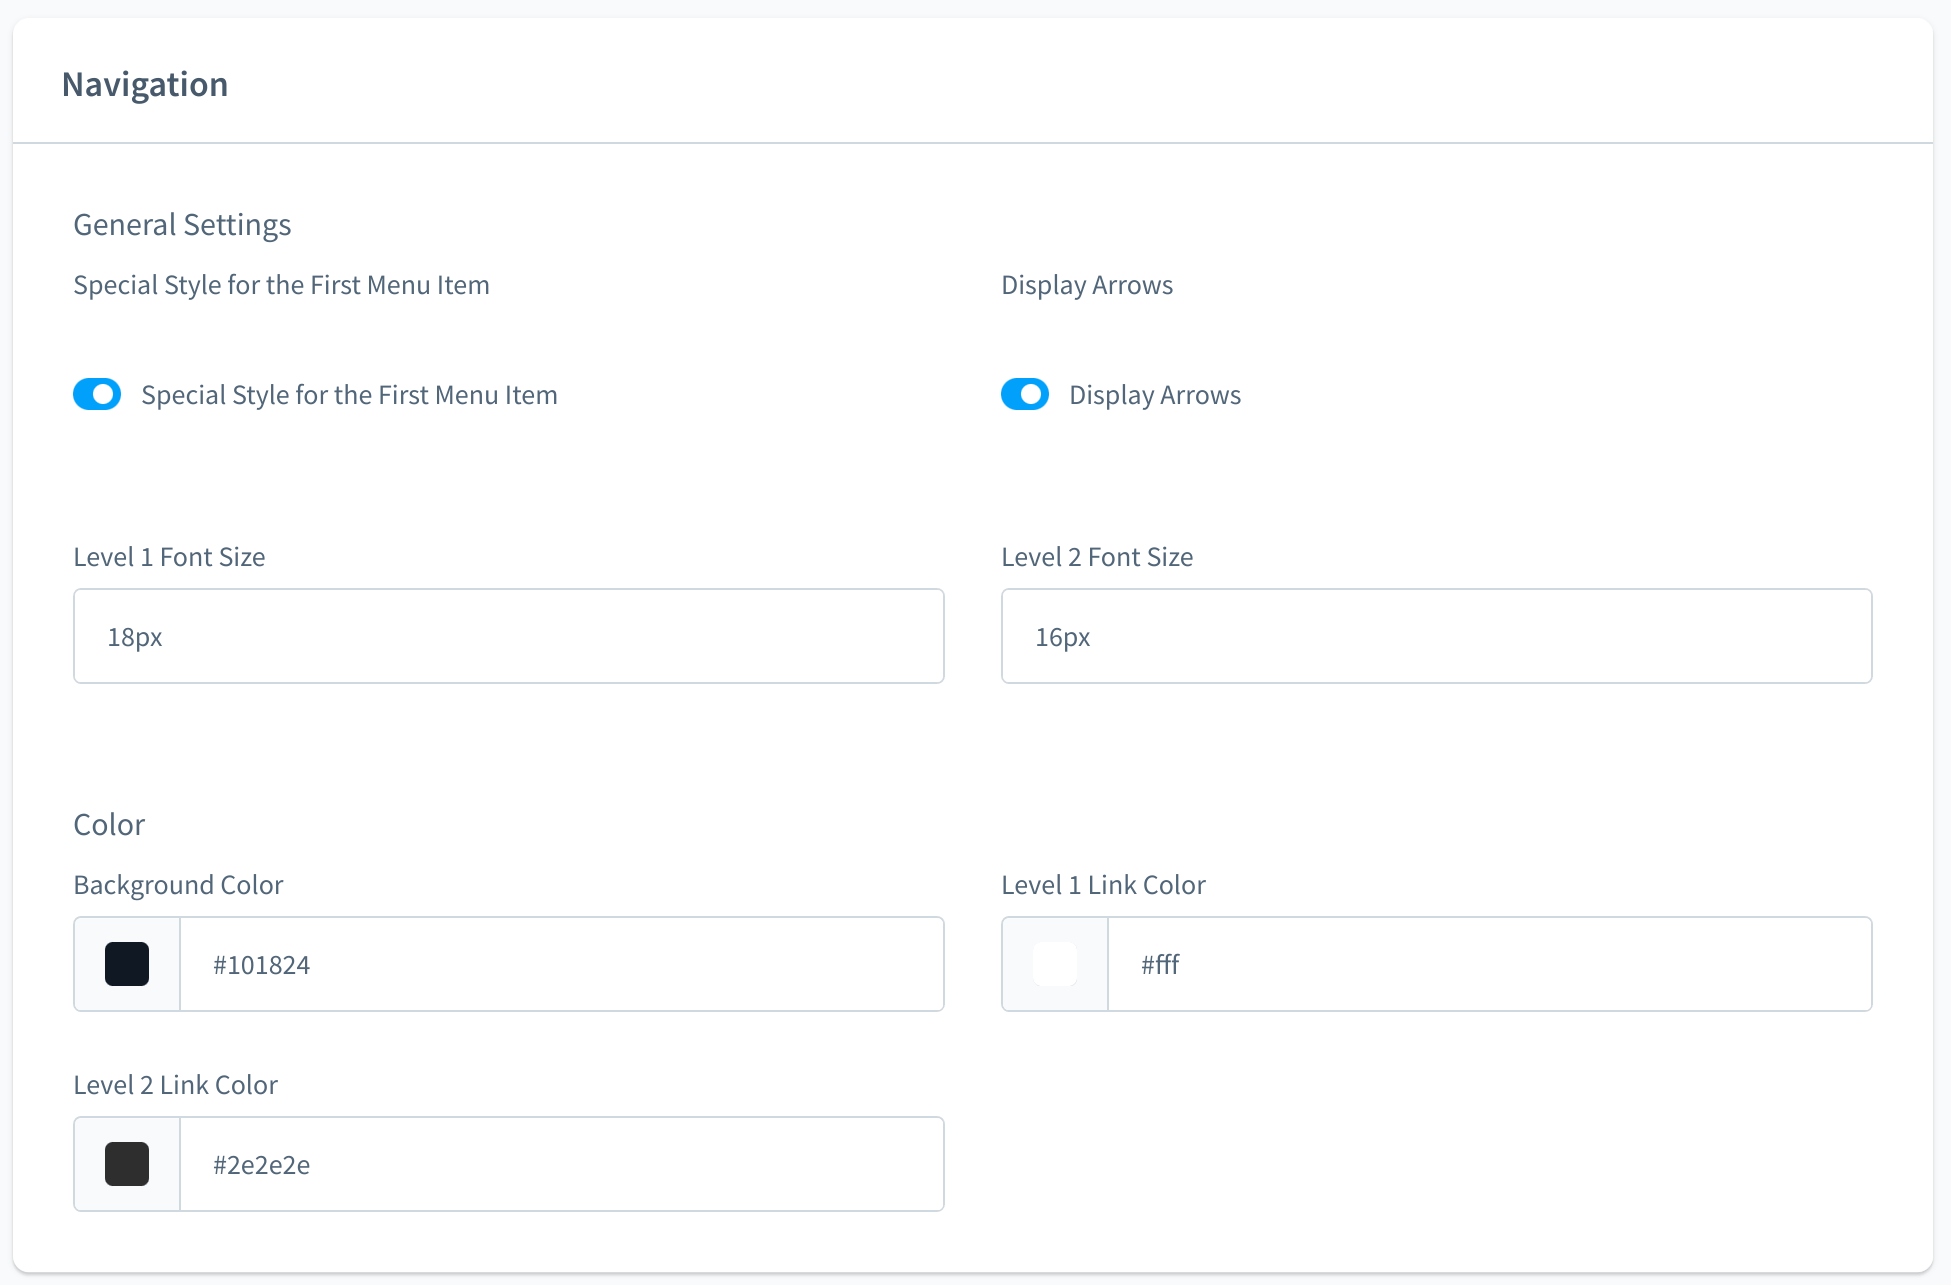 Navigation
General Settings
Special Style for the First Menu Item
Display Arrows
Special Style for the First Menu Item
Display Arrows
Level 1 Font Size
Level 2 Font Size
18px
16px
Color
Background Color
Level 1 Link Color
#101824
#fff
Level 2 Link Color
#2e2e2e